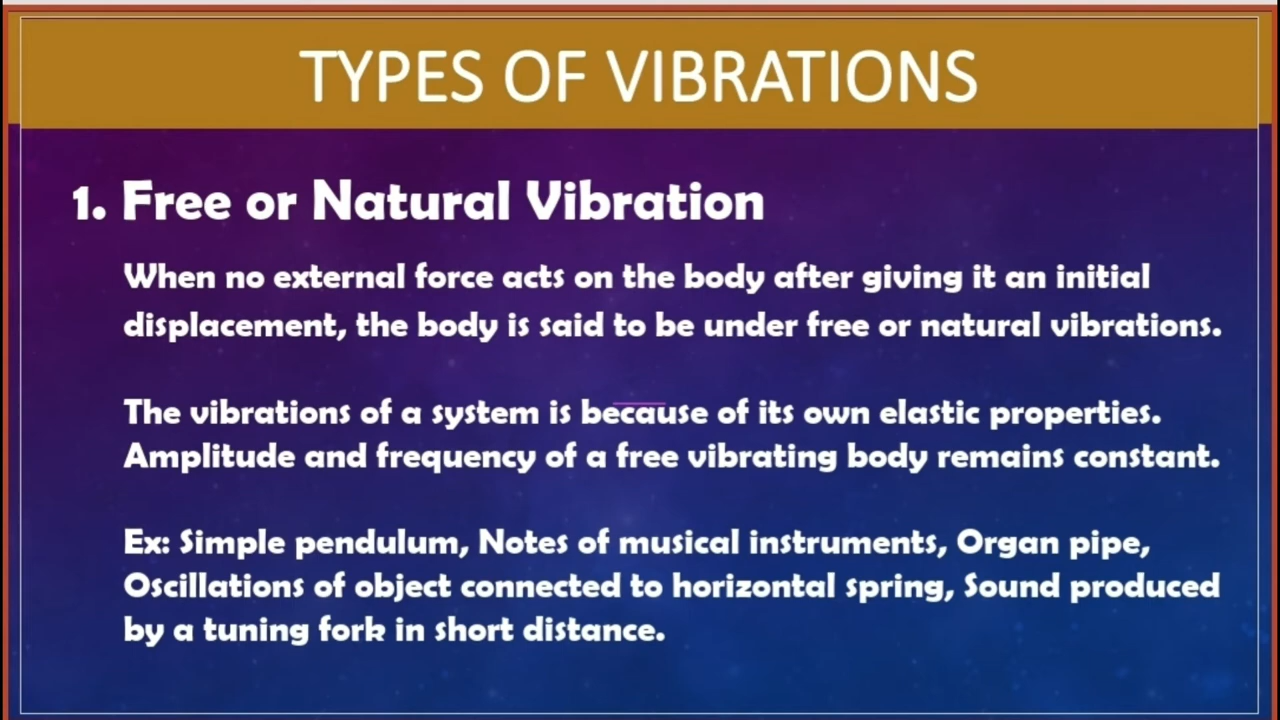 TYPES OF VIBRATIONS
1. Free or Natural Vibration
When no external force acts on the body after giving it an initial
displacement, the body is said to be under free or natural vibrations.
The vibrations of a system is because of its own elastic properties.
Amplitude and frequency of a free vibrating body remains constant.
Ex: Simple pendulum, Notes of musical instruments, Organ pipe,
Oscillations of object connected to horizontal spring, Sound produced
by a tuning fork in short distance.